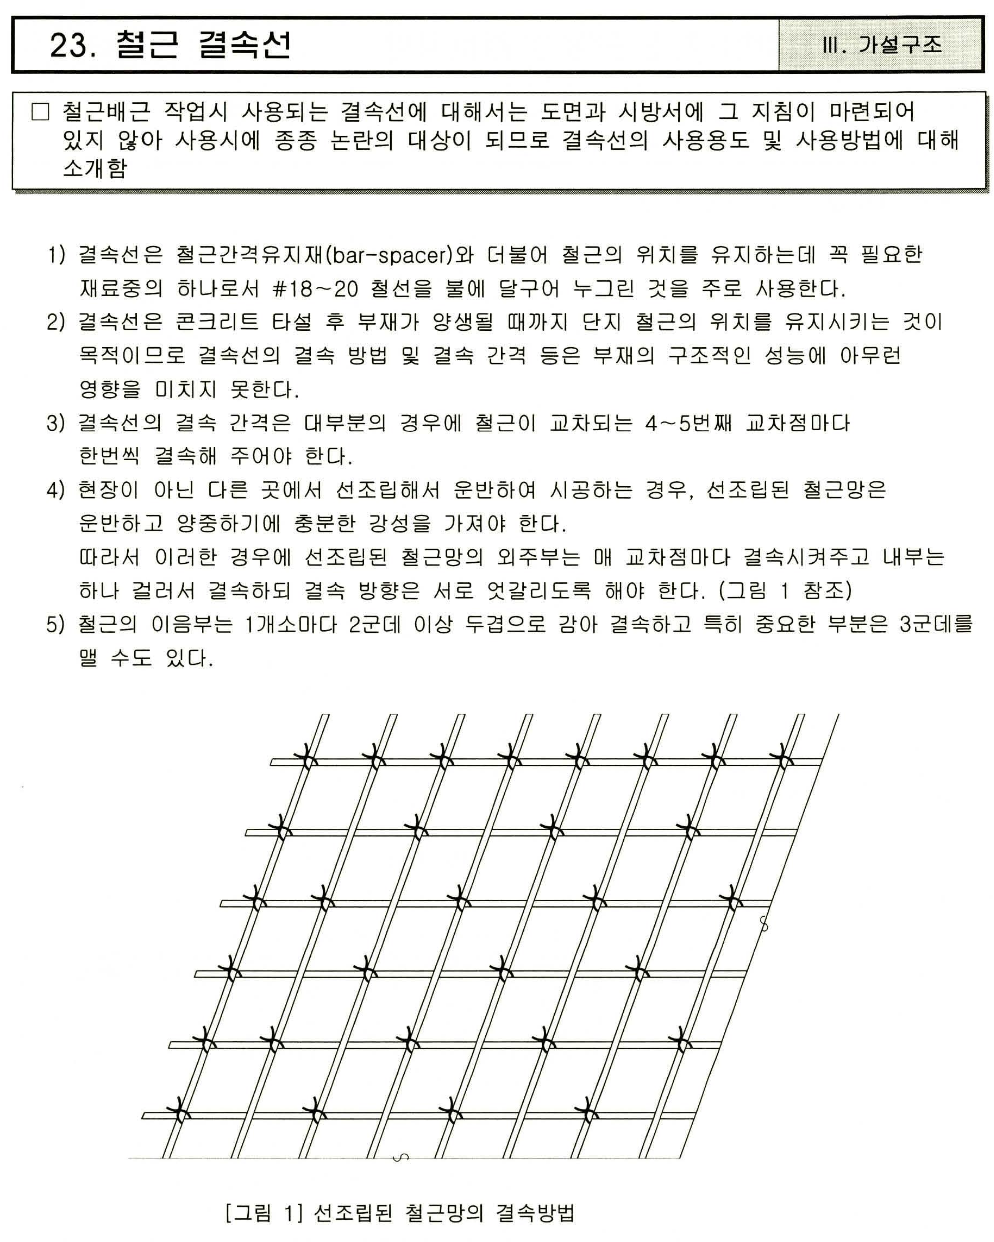 23. 철근 결속선
Ⅲ. 가설구조
□ 철근배근 작업시 사용되는 결속선에 대해서는 도면과 시방서에 그 지침이 마련되어
있지 않아 사용시에 종종 논란의 대상이 되므로 결속선의 사용용도 및 사용방법에 대해
소개함
1) 결속선은 철근간격유지재(bar-spacer)와 더불어 철근의 위치를 유지하는데 꼭 필요한
재료중의 하나로서 #18~20 철선을 불에 달구어 누그린 것을 주로 사용한다.
2) 결속선은 콘크리트 타설 후 부재가 양생될 때까지 단지 철근의 위치를 유지시키는 것이
목적이므로 결속선의 결속 방법 및 결속 간격 등은 부재의 구조적인 성능에 아무런
영향을 미치지 못한다.
3) 결속선의 결속 간격은 대부분의 경우에 철근이 교차되는 4~5번째 교차점마다
한번씩 결속해 주어야 한다.
4) 현장이 아닌 다른 곳에서 선조립해서 운반하여 시공하는 경우, 선조립된 철근망은
운반하고 양중하기에 충분한 강성을 가져야 한다.
따라서 이러한 경우에 선조립된 철근망의 외주부는 매 교차점마다 결속시켜주고 내부는
하나 걸러서 결속하되 결속 방향은 서로 엇갈리도록 해야 한다. (그림 1 참조)
5) 철근의 이음부는 1개소마다 2군데 이상 두겹으로 감아 결속하고 특히 중요한 부분은 3군데를
맬 수도 있다.
[그림 1] 선조립된 철근망의 결속방법